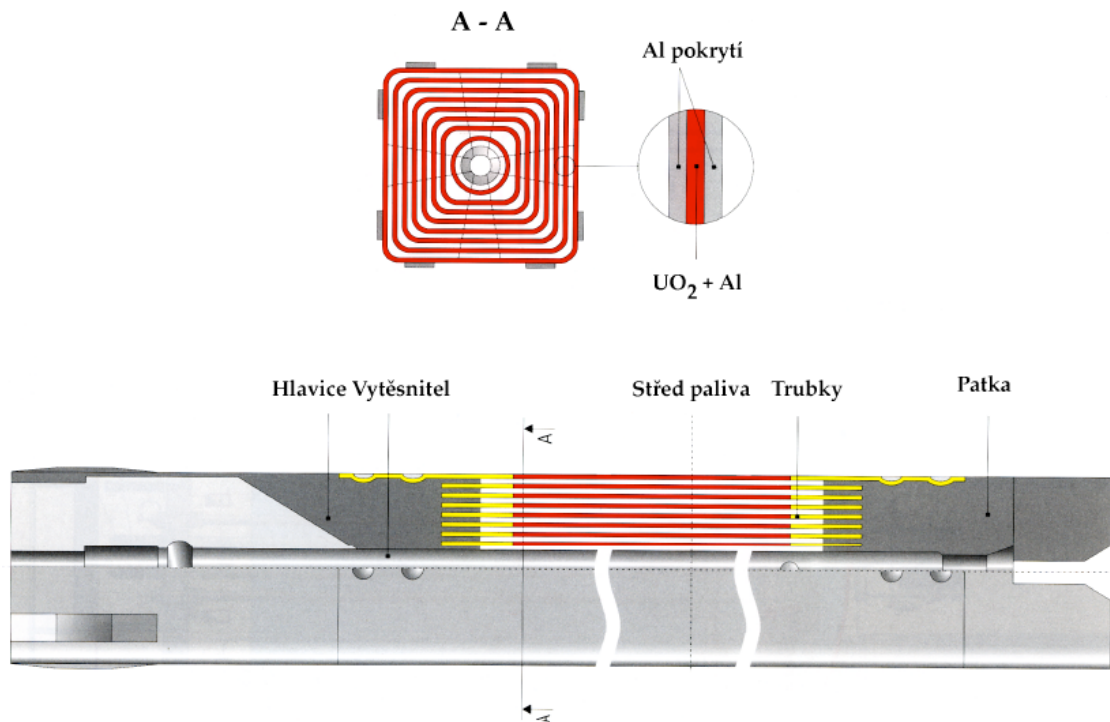 A - A
Al pokrytí
UO2 + Al
Hlavice Vytěsnitel
Střed paliva
Trubky
Patka
A
A